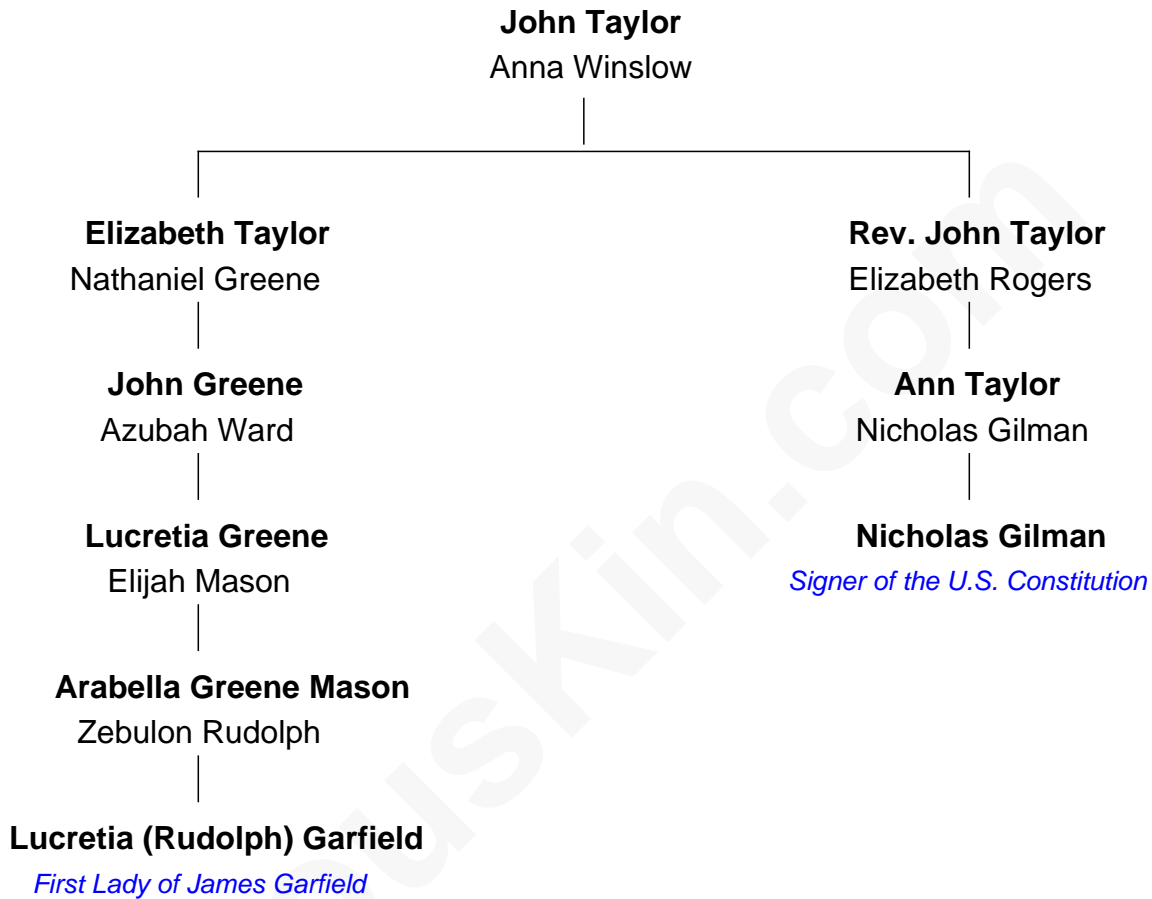 John Taylor
Anna Winslow
Elizabeth Taylor
Nathaniel Greene
Rev. John Taylor
Elizabeth Rogers
John Greene
Azubah Ward
Ann Taylor
Nicholas Gilman
Lucretia Greene
Elijah Mason
Nicholas Gilman
Signer of the U.S. Constitution
Arabella Greene Mason
Zebulon Rudolph
Lucretia (Rudolph) Garfield
First Lady of James Garfield
ousKin.com